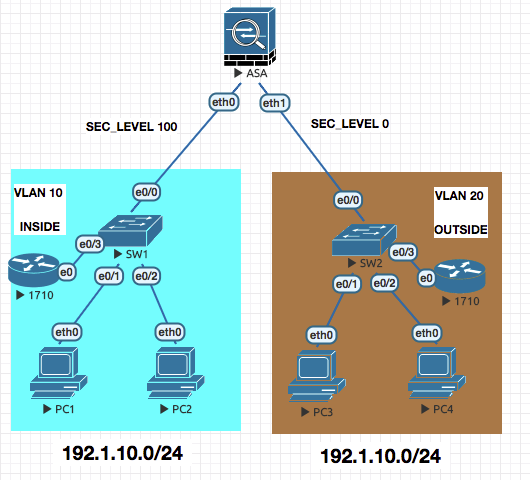 ASA
eth0
eth1
SEC_LEVEL 100
SEC_LEVEL 0
VLAN 10
INSIDE
e0/0
e0/3
SW1
e0
1710
e0/1
e0/2
eth0
eth0
PC1
PC2
192.1.10.0/24
VLAN 20
OUTSIDE
e0/0
e0/3
SW2
e0
1710
e0/1
e0/2
eth0
eth0
PC3
PC4
192.1.10.0/24